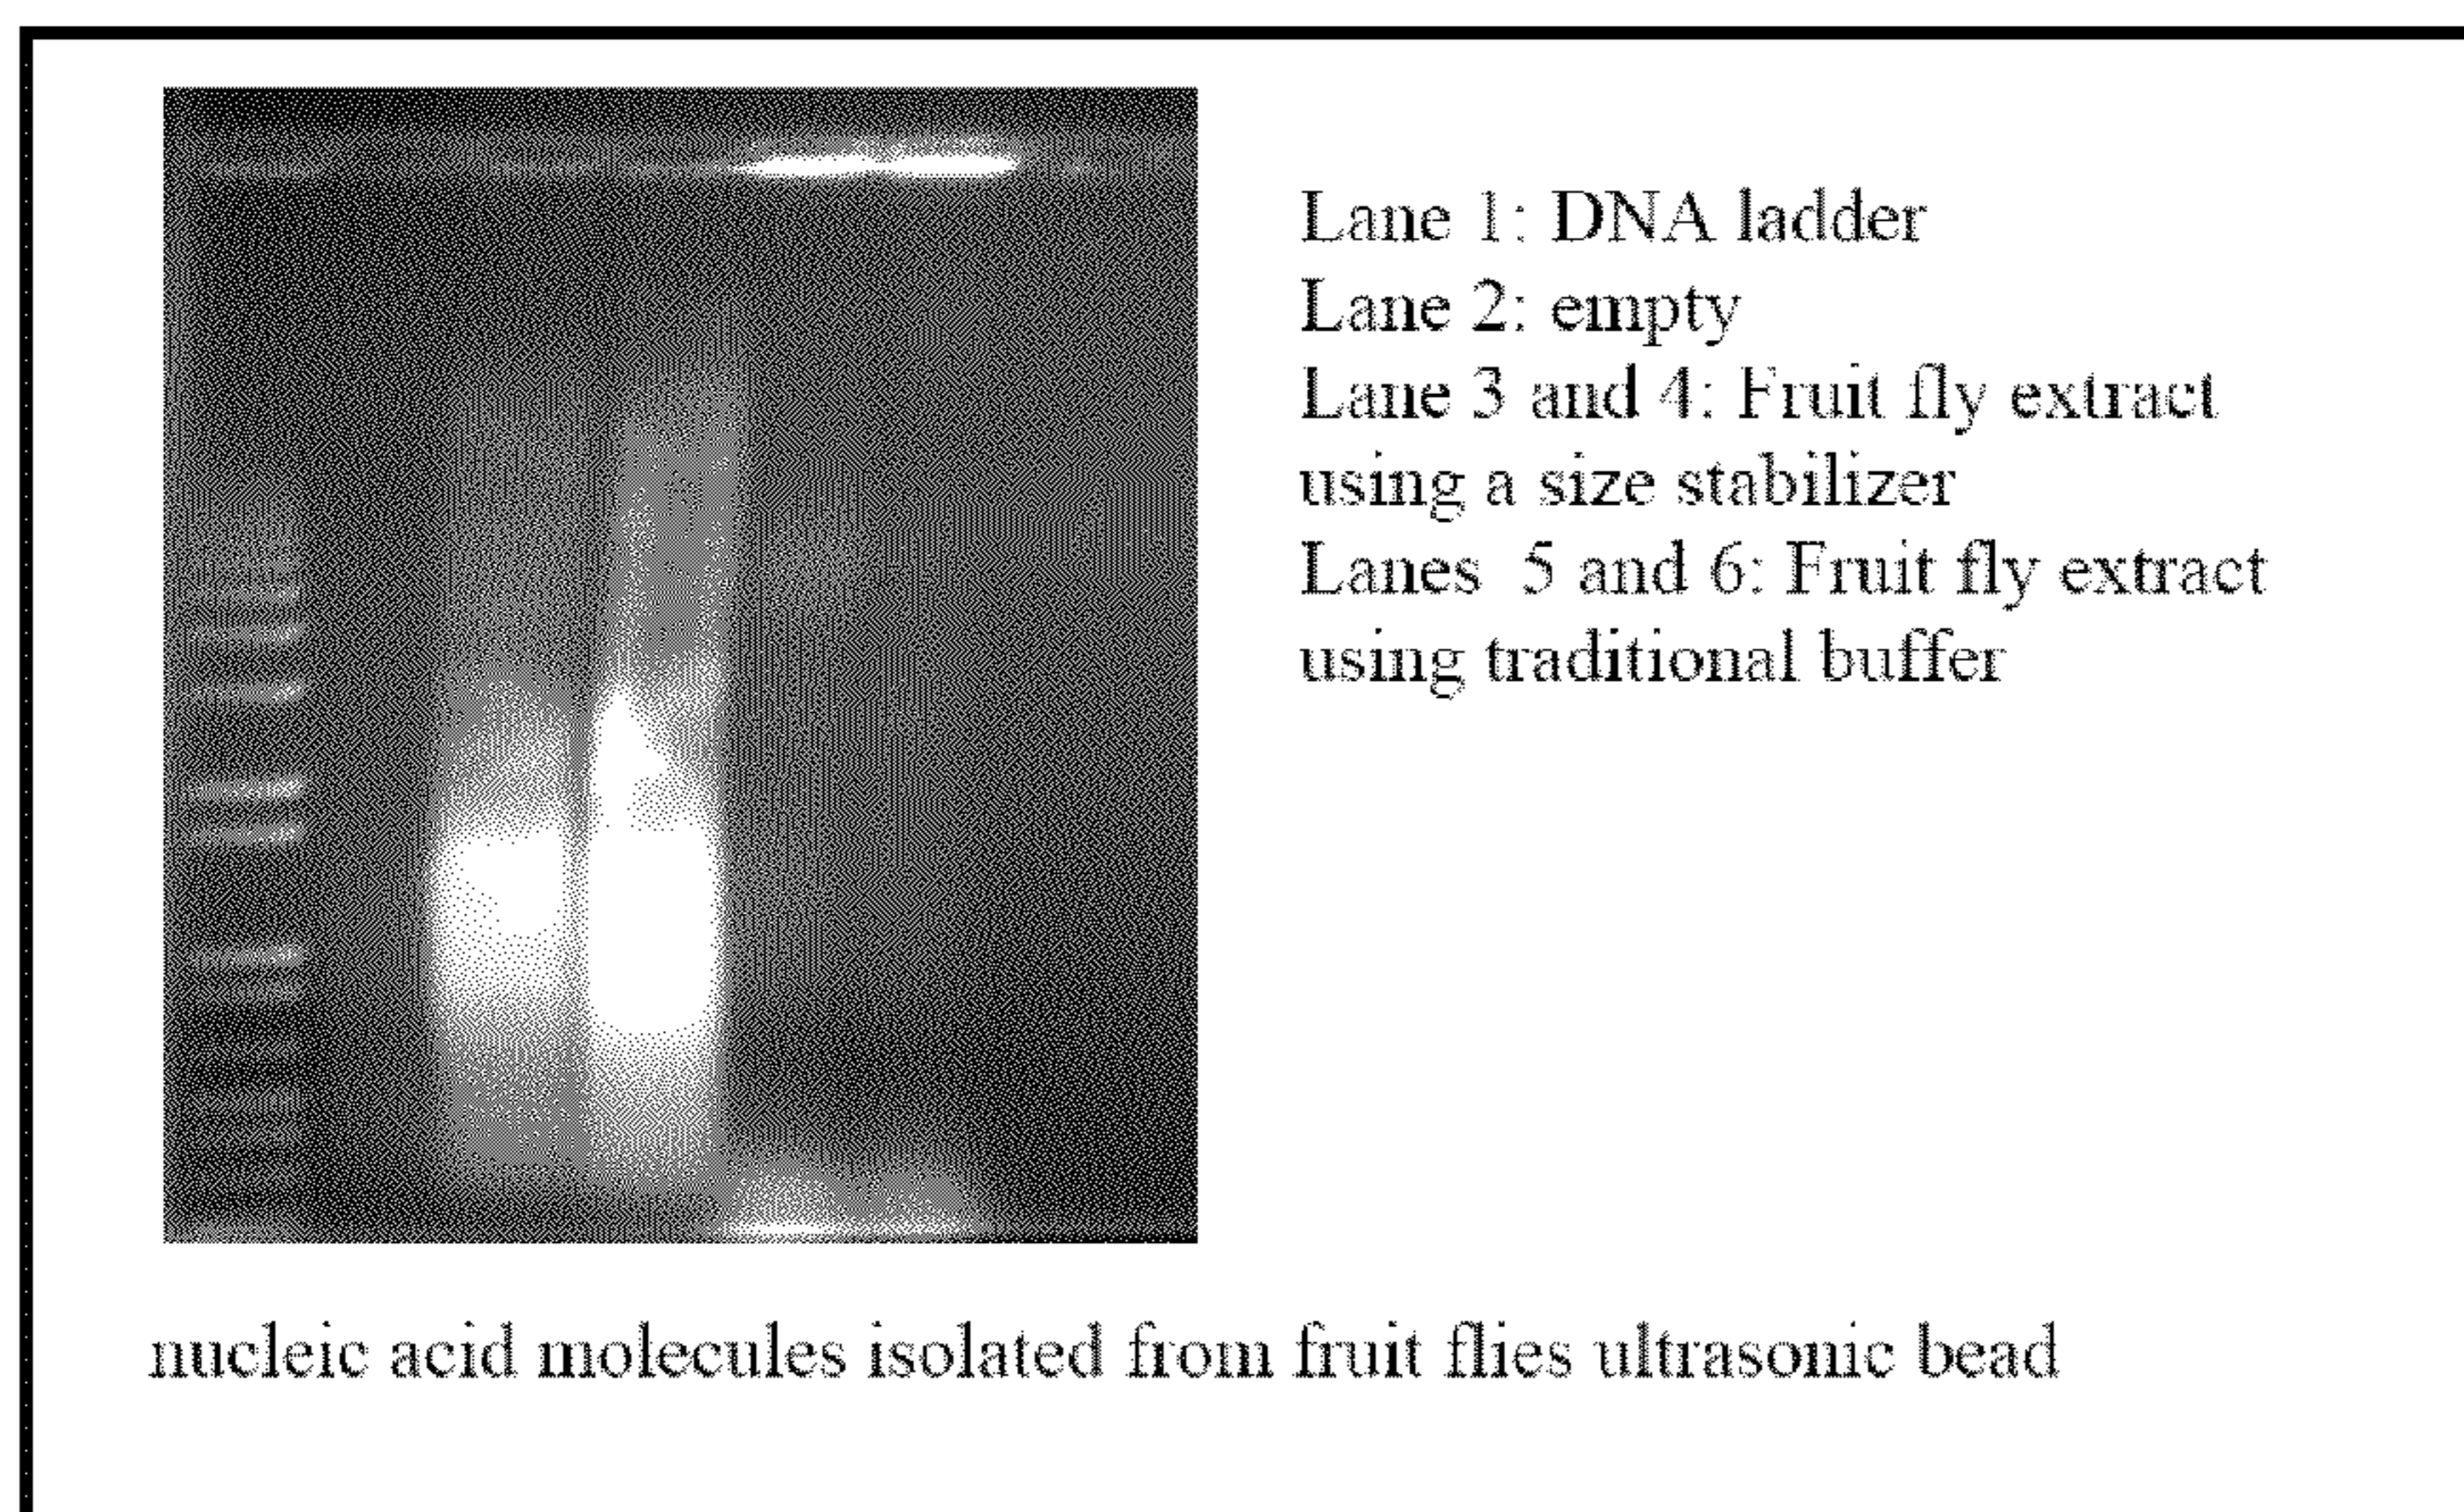 Lane 1: DNA ladder
Lane 2: empty
Lane 3 and 4: Fruit fly extract
using a size stabilizer
Lanes 5 and 6: Fruit fly extract
using traditional buffer
nucleic acid molecules isolated from fruit flies ultrasonic bead